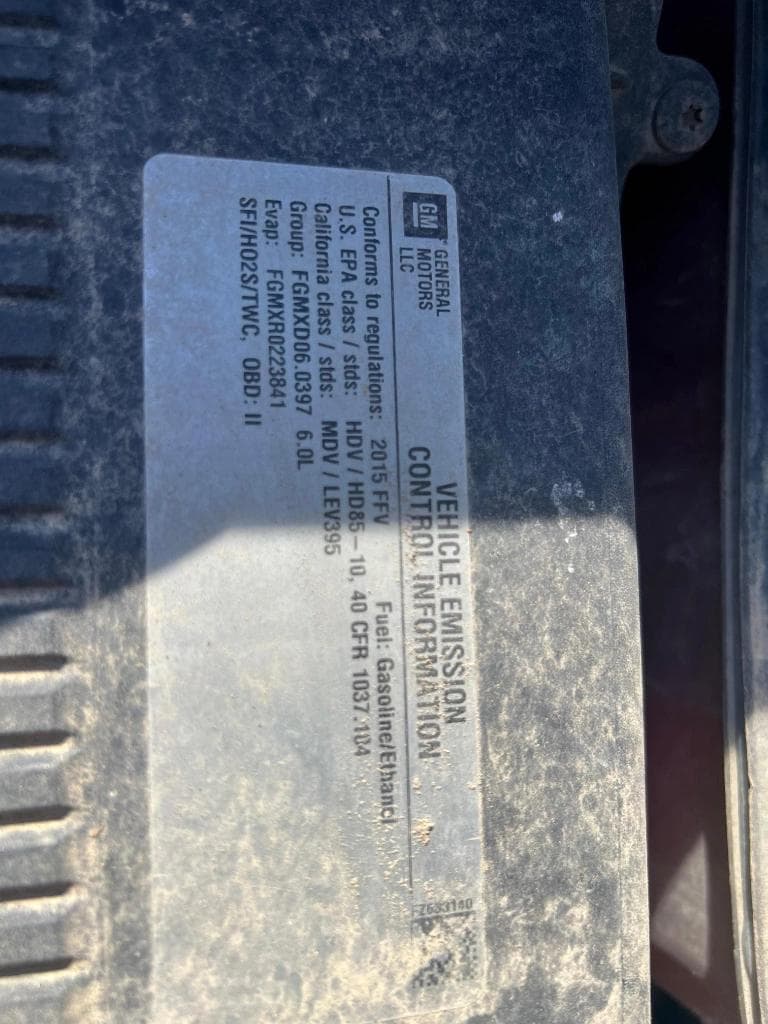 GM
GENERAL
MOTORS
LLC
VEHICLE EMISSION
CONTROL INFORMATION
Conforms to regulations: 2015 FFV Fuel: Gasoline/Ethanol
U.S. EPA class / stds: HDV / HD85-10, 40 CFR 1037.104
California class / stds: MDV / LEV395
Group: FGMXD06.0397 6.0L
Evap: FGMXR0223841
SFI/HO2S/TWC, OBD: II